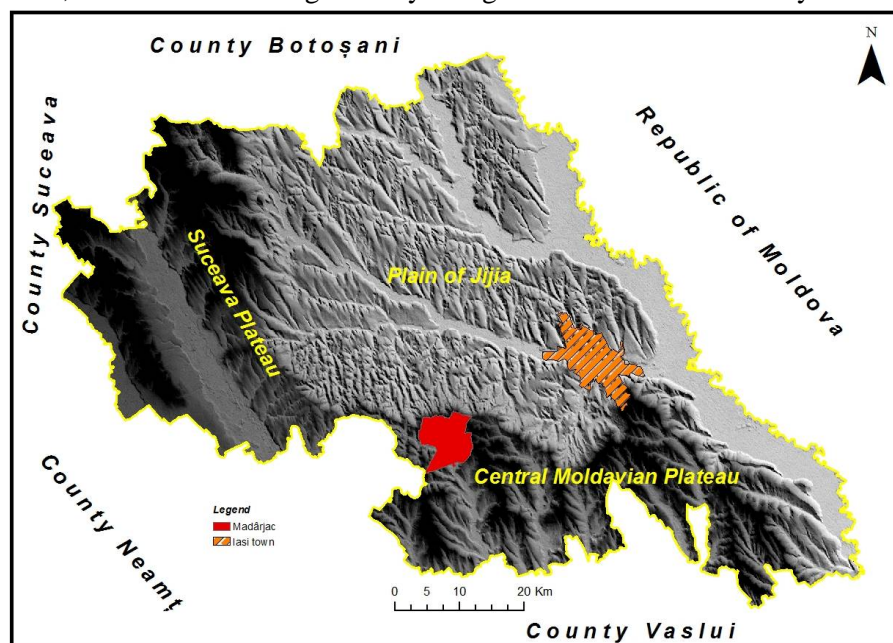 County Botoșani
N
County Suceava
Republic of Moldova
Suceava Plateau
Plain of Jijia
Central Moldavian Plateau
County Neamț
Legend
Madârjac
Iasi town
0 5 10 20 Km
County Vaslui